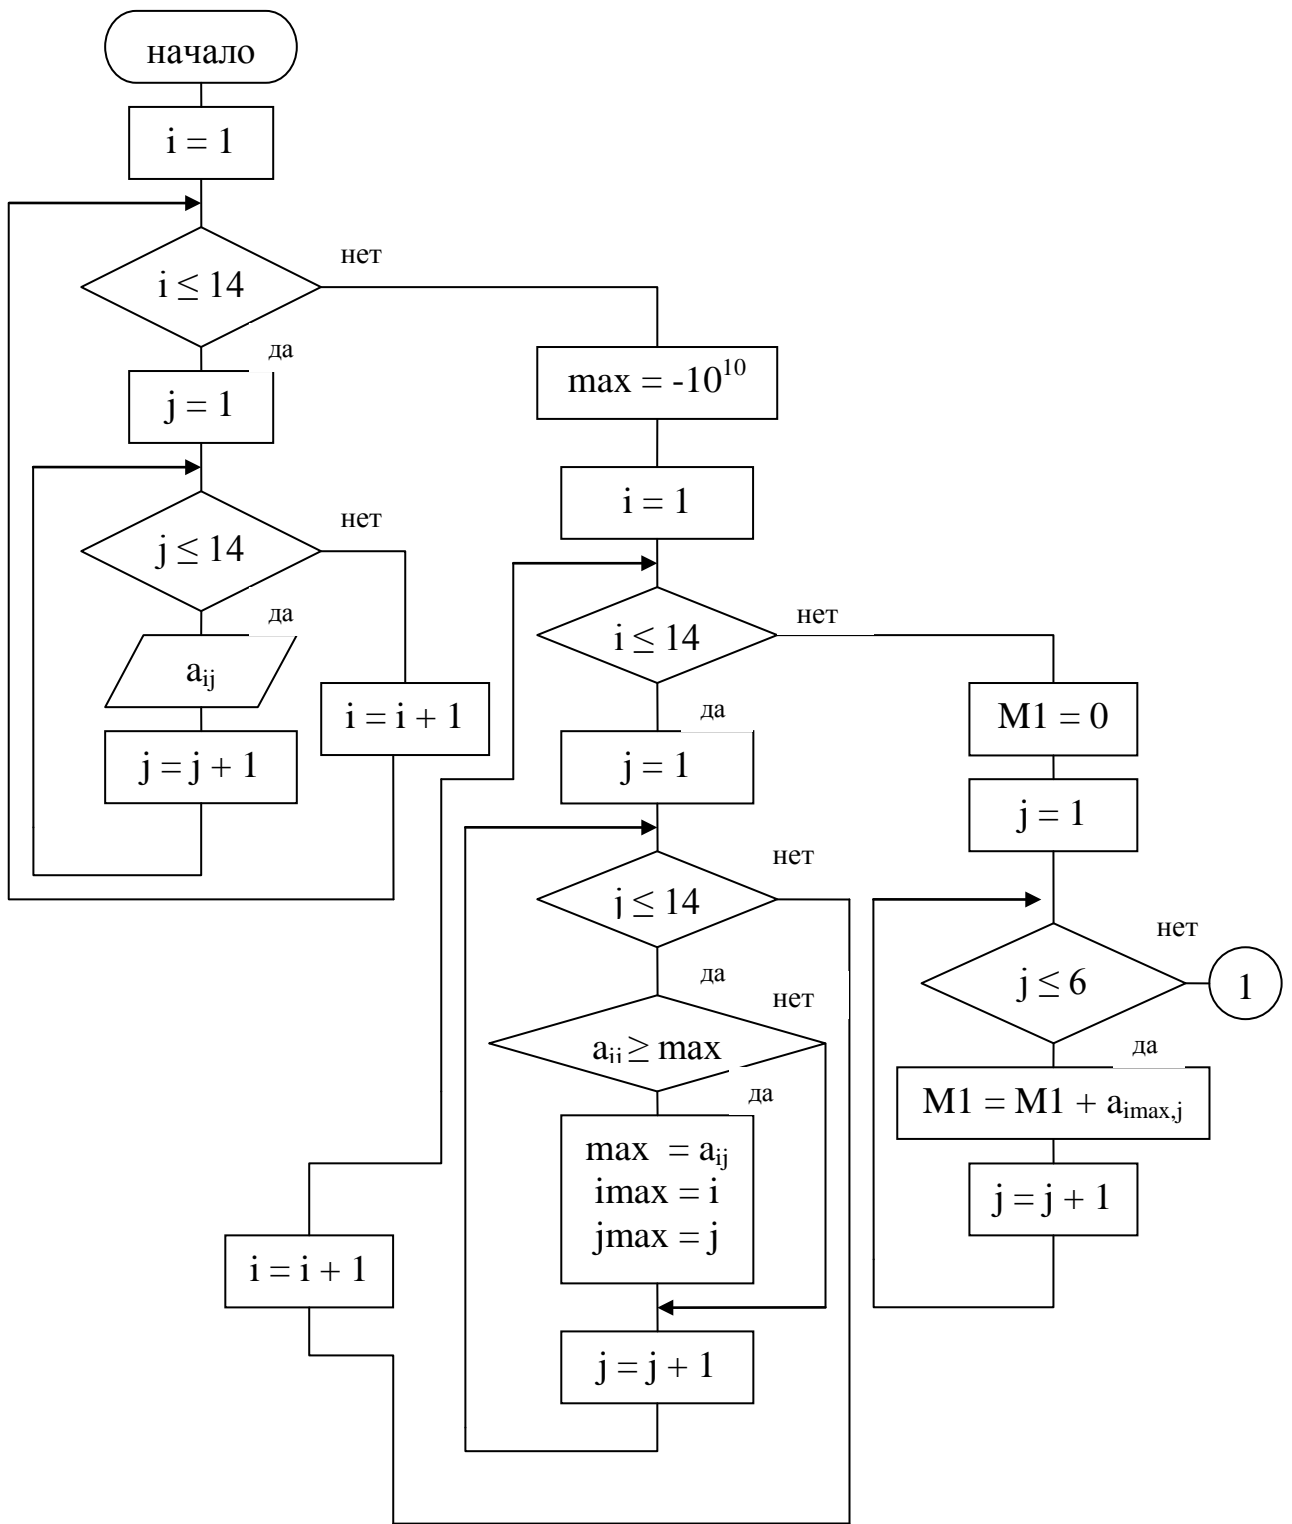 начало
i = 1
i ≤ 14
нет
да
j = 1
j ≤ 14
нет
да
aij
j = j + 1
i = i + 1
max = -10^10
i = 1
i ≤ 14
нет
да
j = 1
j ≤ 14
нет
да
aij ≥ max
нет
да
max = aij
imax = i
jmax = j
j = j + 1
i = i + 1
M1 = 0
j = 1
j ≤ 6
нет
1
да
M1 = M1 + aimax,j
j = j + 1